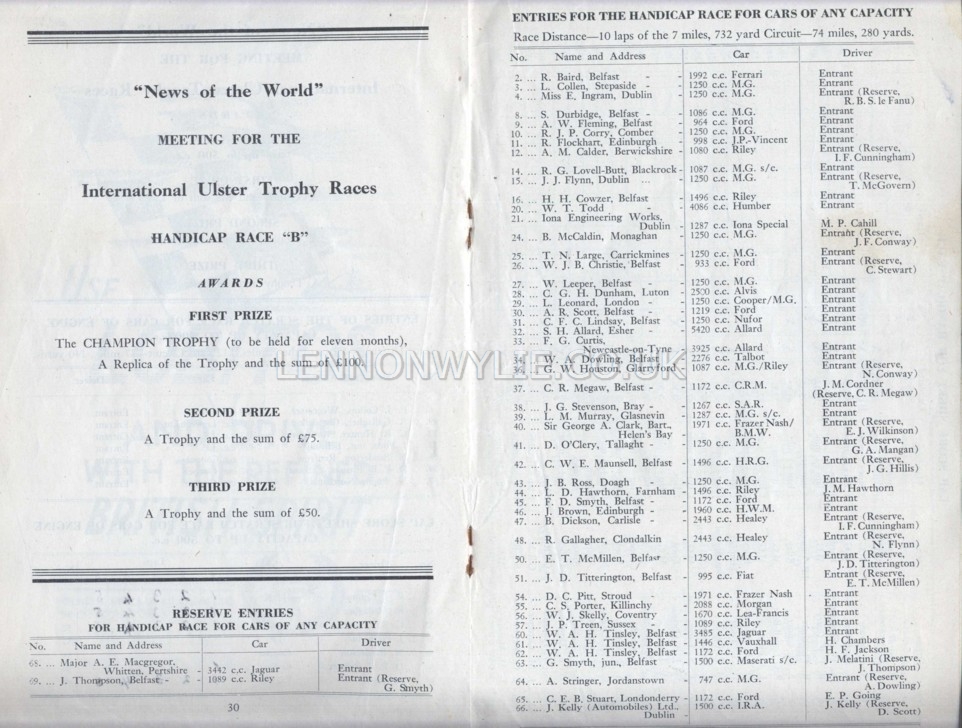 "News of the World"
MEETING FOR THE
International Ulster Trophy Races
HANDICAP RACE "B"
AWARDS
FIRST PRIZE
The CHAMPION TROPHY (to be held for eleven months),
A Replica of the Trophy and the sum of £100.
SECOND PRIZE
A Trophy and the sum of £75.
THIRD PRIZE
A Trophy and the sum of £50.
RESERVE ENTRIES
FOR HANDICAP RACE FOR CARS OF ANY CAPACITY
No. Name and Address Car Driver
68. ... Major A. E. Macgregor,
Whitten, Pertshire - 3442 c.c. Jaguar Entrant
69. ... J. Thompson, Belfast - - 1089 c.c. Riley Entrant (Reserve,
G. Smyth)
30
ENTRIES FOR THE HANDICAP RACE FOR CARS OF ANY CAPACITY
Race Distance—10 laps of the 7 miles, 732 yard Circuit—74 miles, 280 yards.
No. Name and Address Car Driver
2. ... R. Baird, Belfast - - 1992 c.c. Ferrari Entrant
3. ... L. Collen, Stepaside - - 1250 c.c. M.G. Entrant
4. ... Miss E, Ingram, Dublin - 1250 c.c. M.G. Entrant (Reserve,
R. B. S. le Fanu)
8. ... S. Durbidge, Belfast - - 1086 c.c. M.G. Entrant
9. ... A. W. Fleming, Belfast - 964 c.c. Ford Entrant
10. ... R. J. P. Corry, Comber - 1250 c.c. M.G. Entrant
11. ... R. Flockhart, Edinburgh - 998 c.c. J.P.-Vincent Entrant
12. ... A. M. Calder, Berwickshire - 1080 c.c. Riley Entrant (Reserve,
I. F. Cunningham)
14. ... R. G. Lovell-Butt, Blackrock - 1087 c.c. M.G. s/c. Entrant
15. ... J. J. Flynn, Dublin ... - 1250 c.c. M.G. Entrant (Reserve,
T. McGovern)
16. ... H. H. Cowzer, Belfast - 1496 c.c. Riley Entrant
20. ... W. T. Todd - - 4086 c.c. Humber Entrant
21. ... Iona Engineering Works,
Dublin - 1287 c.c. Iona Special M. P. Cahill
24. ... B. McCaldin, Monaghan - 1250 c.c. M.G. Entrant (Reserve,
J. F. Conway)
25. ... T. N. Large, Carrickmines - 1250 c.c. M.G. Entrant
26. ... W. J. B. Christie, Belfast - 933 c.c. Ford Entrant (Reserve,
C. Stewart)
27. ... W. Leeper, Belfast - - 1250 c.c. M.G. Entrant
28. ... C. G. H. Dunham, Luton - 2500 c.c. Alvis Entrant
29. ... L. Leonard, London - - 1250 c.c. Cooper/M.G. Entrant
30. ... A. R. Scott, Belfast - - 1219 c.c. Ford Entrant
31. ... C. F. C. Lindsay, Belfast - 1250 c.c. Nufor Entrant
32. ... S. H. Allard, Esher - - 5420 c.c. Allard Entrant
33. ... F. G. Curtis,
Newcastle-on-Tyne - 3925 c.c. Allard Entrant
34. ... W. A. Dowling, Belfast - 2276 c.c. Talbot Entrant
36. ... G. W. Houston, Glarryford 1087 c.c. M.G./Riley Entrant (Reserve,
N. Conway)
LENNONWYLIE.CO.UK
37. ... C. R. Megaw, Belfast - - 1172 c.c. C.R.M. J. M. Cordner
(Reserve, C. R. Megaw)
38. ... J. G. Stevenson, Bray - - 1267 c.c. S.A.R. Entrant
39. ... L. M. Murray, Glasnevin - 1287 c.c. M.G. s/c. Entrant
40. ... Sir George A. Clark, Bart., 1971 c.c. Frazer Nash/ Entrant (Reserve,
Helen's Bay - B.M.W. E. J. Wilkinson)
41. ... D. O'Clery, Tallaght - - 1250 c.c. M.G. Entrant (Reserve,
G. A. Mangan)
42. ... C. W. E. Maunsell, Belfast - 1496 c.c. H.R.G. Entrant (Reserve,
J. G. Hillis)
43. ... J. B. Ross, Doagh - - 1250 c.c. M.G. Entrant
44. ... L. D. Hawthorn, Farnham - 1496 c.c. Riley J. M. Hawthorn
45. ... F. D. Smyth, Belfast - - 1172 c.c. Ford Entrant
46. ... J. Brown, Edinburgh - - 1960 c.c. H.W.M. Entrant
47. ... B. Dickson, Carlisle - - 2443 c.c. Healey Entrant (Reserve,
I. F. Cunningham)
48. ... R. Gallagher, Clondalkin - 2443 c.c. Healey Entrant (Reserve,
N. Flynn)
50. ... E. T. McMillen, Belfast - 1250 c.c. M.G. Entrant (Reserve,
J. D. Titterington)
51. ... J. D. Titterington, Belfast - 995 c.c. Fiat Entrant (Reserve,
E. T. McMillen)
54. ... D. C. Pitt, Stroud - - 1971 c.c. Frazer Nash Entrant
55. ... C. S. Porter, Killinchy - 2088 c.c. Morgan Entrant
56. ... W. J. Skelly, Coventry - 1670 c.c. Lea-Francis Entrant
57. ... J. P. Treen, Sussex - - 1089 c.c. Riley Entrant
60. ... W. A. H. Tinsley, Belfast - 3485 c.c. Jaguar Entrant
61. ... W. A. H. Tinsley, Belfast - 1446 c.c. Vauxhall H. Chambers
62. ... W. A. H. Tinsley, Belfast - 1172 c.c. Ford H. F. Jackson
63. ... G. Smyth, jun., Belfast - 1500 c.c. Maserati s/c. J. Melatini (Reserve,
J. Thompson)
64. ... A. Stringer, Jordanstown - 747 c.c. M.G. Entrant (Reserve,
A. Dowling)
65. ... C. E. B. Stuart, Londonderry - 1172 c.c. Ford E. P. Going
66. ... J. Kelly (Automobiles) Ltd., 1500 c.c. I.R.A. J. Kelly (Reserve,
Dublin - D. Scott)